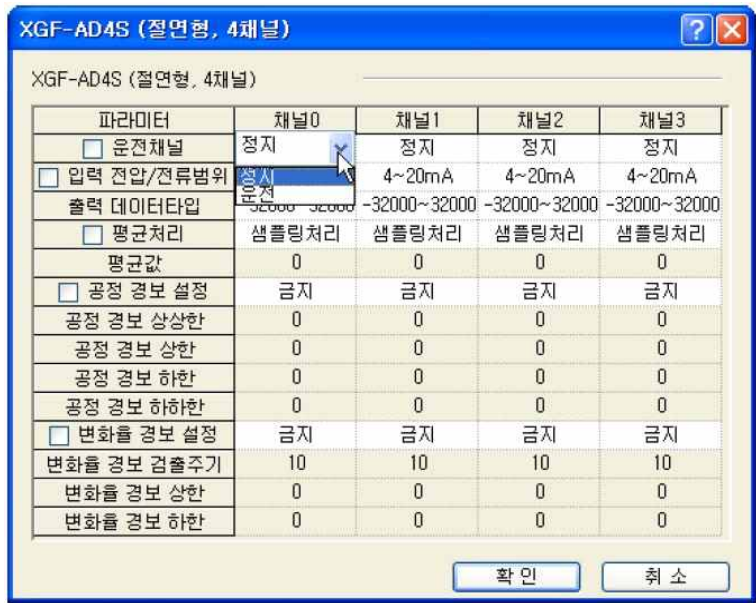 XGF-AD4S (절연형, 4채널)
XGF-AD4S (절연형, 4채널)
파라미터 채널0 채널1 채널2 채널3
운전채널 정지 정지 정지 정지
입력 전압/전류범위 정지 4~20mA 4~20mA 4~20mA
운전
출력 데이터타입 -32000~32000 -32000~32000 -32000~32000
평균처리 샘플링처리 샘플링처리 샘플링처리 샘플링처리
평균값 0 0 0 0
공정 경보 설정 금지 금지 금지 금지
공정 경보 상상한 0 0 0 0
공정 경보 상한 0 0 0 0
공정 경보 하한 0 0 0 0
공정 경보 하하한 0 0 0 0
변화율 경보 설정 금지 금지 금지 금지
변화율 경보 검출주기 10 10 10 10
변화율 경보 상한 0 0 0 0
변화율 경보 하한 0 0 0 0
확인 취소